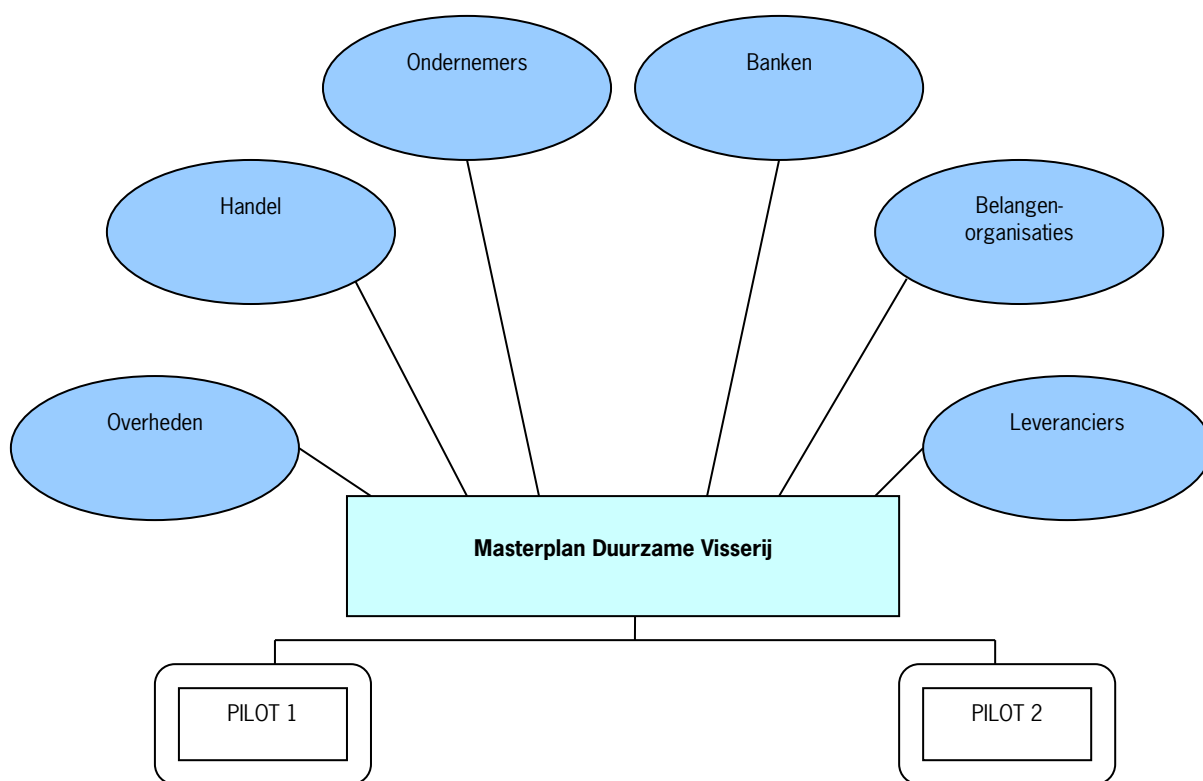 Ondernemers
Banken
Handel
Belangen-
organisaties
Overheden
Leveranciers
Masterplan Duurzame Visserij
PILOT 1
PILOT 2